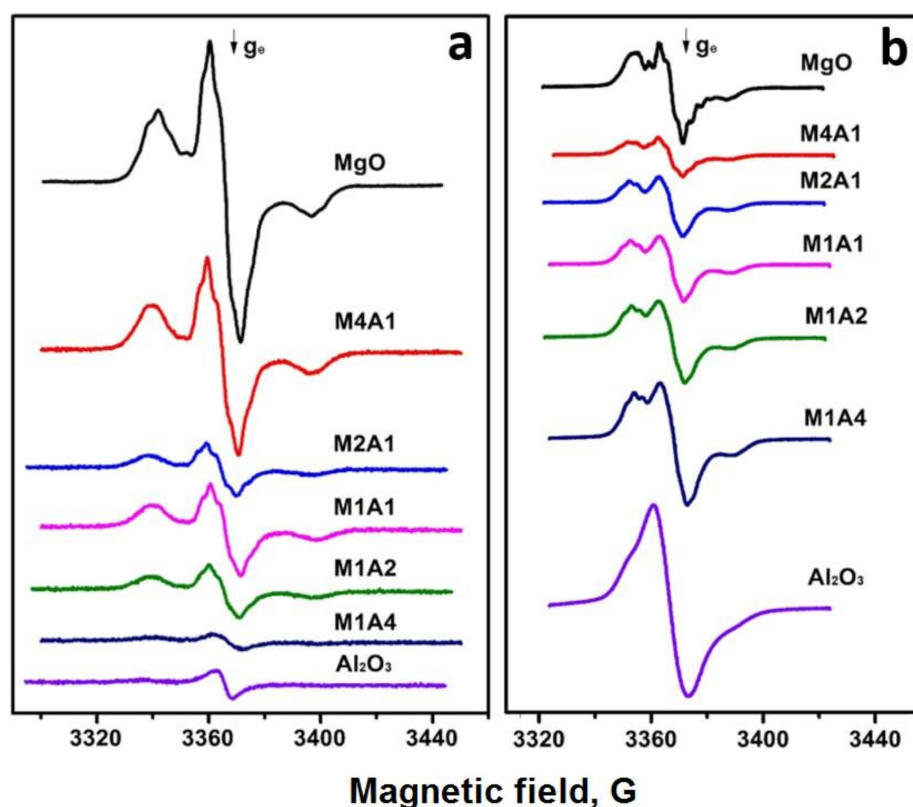 a
gₑ
MgO
M4A1
M2A1
M1A1
M1A2
M1A4
Al₂O₃
3320 3360 3400 3440
b
gₑ
MgO
M4A1
M2A1
M1A1
M1A2
M1A4
Al₂O₃
3320 3360 3400 3440
Magnetic field, G